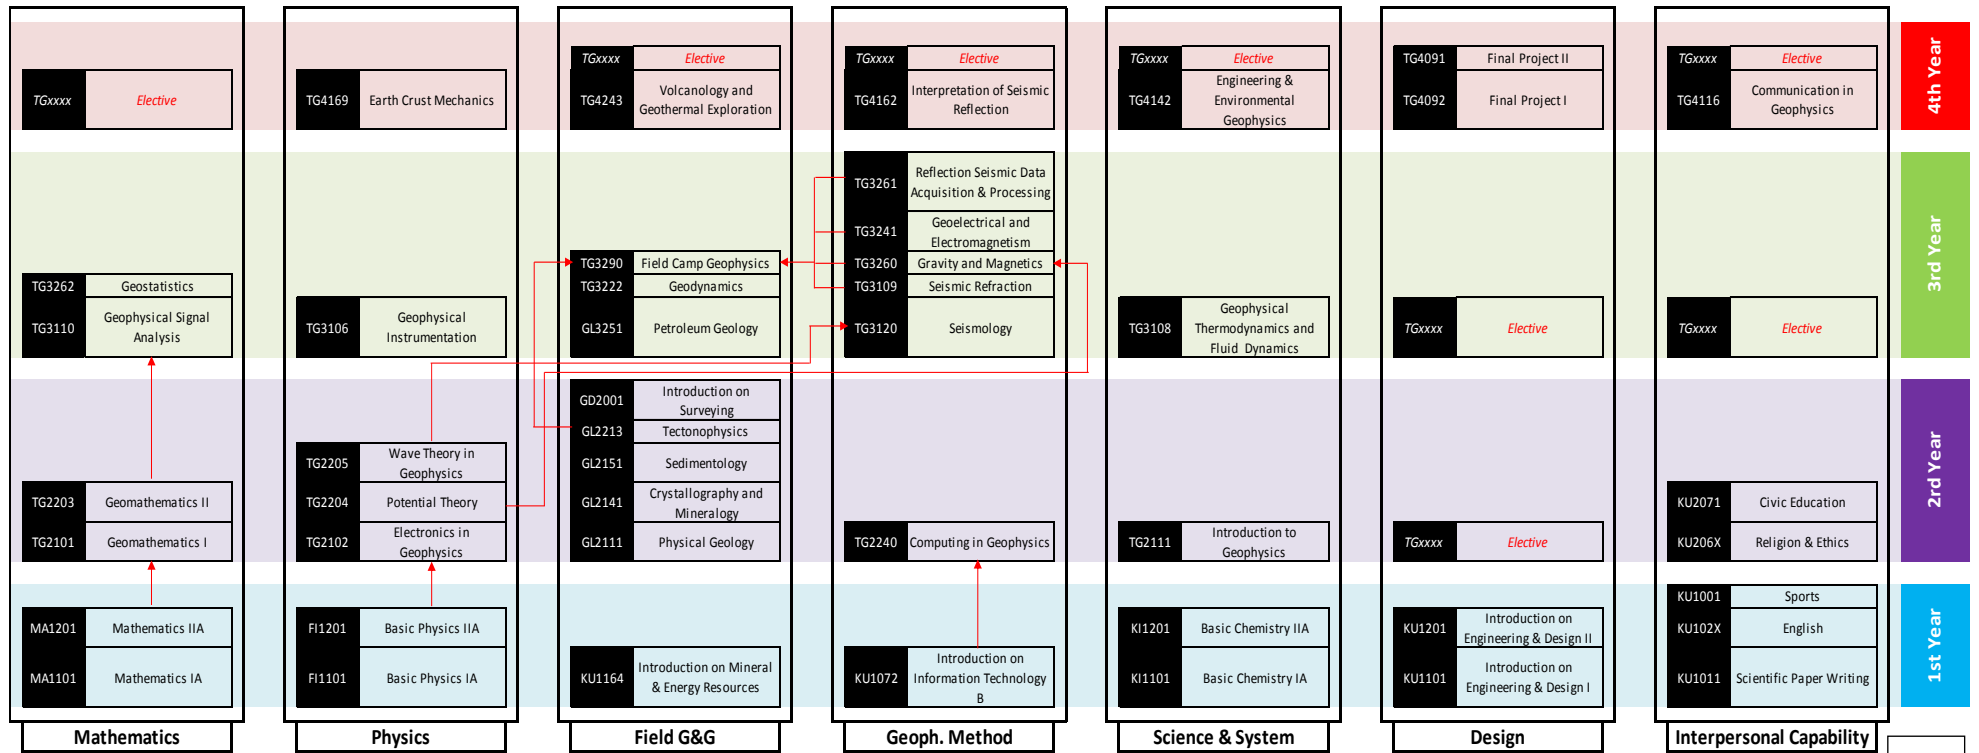 TGxxxx Elective
TG4169 Earth Crust Mechanics
TGxxxx Elective
TG4243 Volcanology and
Geothermal Exploration
TGxxxx Elective
TG4162 Interpretation of Seismic
Reflection
TGxxxx Elective
TG4142 Engineering &
Environmental
Geophysics
TG4091 Final Project II
TG4092 Final Project I
TGxxxx Elective
TG4116 Communication in
Geophysics
4th Year
TG3262 Geostatistics
TG3110 Geophysical Signal
Analysis
TG3106 Geophysical
Instrumentation
TG3290 Field Camp Geophysics
TG3222 Geodynamics
GL3251 Petroleum Geology
TG3261 Reflection Seismic Data
Acquisition & Processing
TG3241 Geoelectrical and
Electromagnetism
TG3260 Gravity and Magnetics
TG3109 Seismic Refraction
TG3120 Seismology
TG3108 Geophysical
Thermodynamics and
Fluid Dynamics
TGxxxx Elective
TGxxxx Elective
3rd Year
TG2203 Geomathematics II
TG2101 Geomathematics I
TG2205 Wave Theory in
Geophysics
TG2204 Potential Theory
TG2102 Electronics in
Geophysics
GD2001 Introduction on
Surveying
GL2213 Tectonophysics
GL2151 Sedimentology
GL2141 Crystallography and
Mineralogy
GL2111 Physical Geology
TG2240 Computing in Geophysics
TG2111 Introduction to
Geophysics
TGxxxx Elective
KU2071 Civic Education
KU206X Religion & Ethics
2rd Year
MA1201 Mathematics IIA
MA1101 Mathematics IA
FI1201 Basic Physics IIA
FI1101 Basic Physics IA
KU1164 Introduction on Mineral
& Energy Resources
KU1072 Introduction on
Information Technology
B
KI1201 Basic Chemistry IIA
KI1101 Basic Chemistry IA
KU1201 Introduction on
Engineering & Design II
KU1101 Introduction on
Engineering & Design I
KU1001 Sports
KU102X English
KU1011 Scientific Paper Writing
1st Year
Mathematics
Physics
Field G&G
Geoph. Method
Science & System
Design
Interpersonal Capability